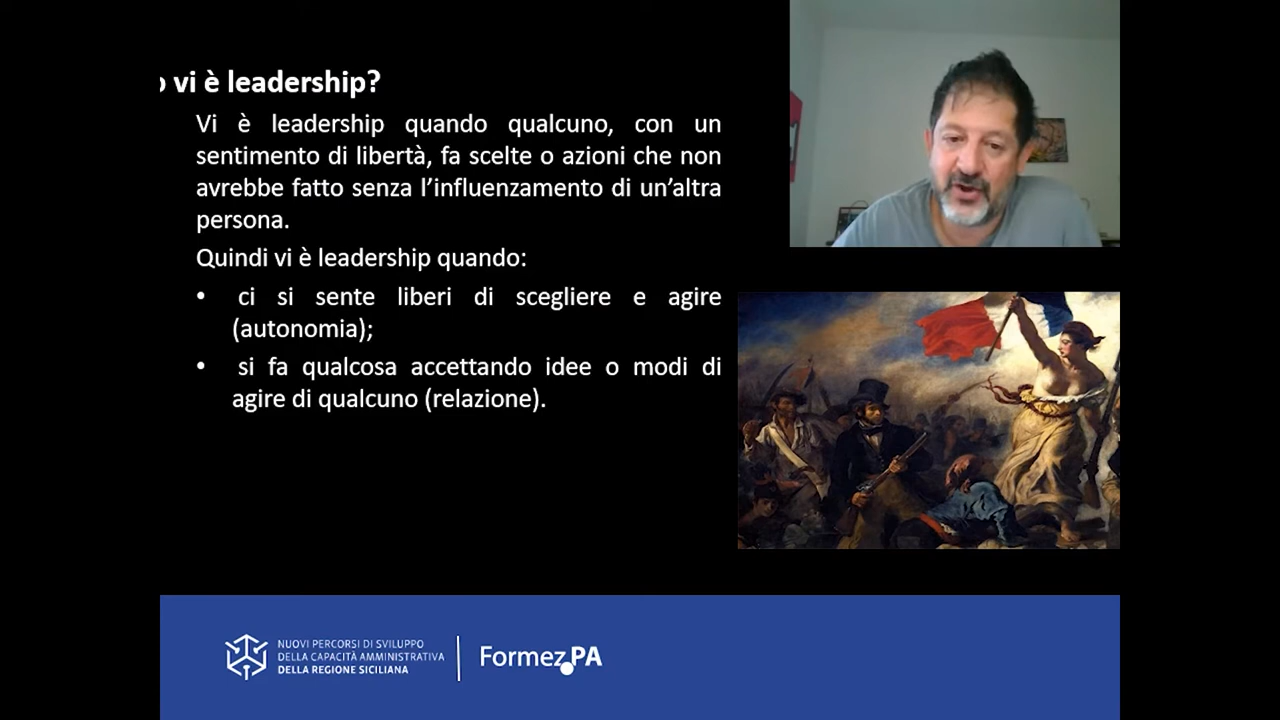 vi è leadership?
Vi è leadership quando qualcuno, con un
sentimento di libertà, fa scelte o azioni che non
avrebbe fatto senza l’influenzamento di un’altra
persona.
Quindi vi è leadership quando:
• ci si sente liberi di scegliere e agire
(autonomia);
• si fa qualcosa accettando idee o modi di
agire di qualcuno (relazione).
NUOVI PERCORSI DI SVILUPPO
DELLA CAPACITÀ AMMINISTRATIVA
DELLA REGIONE SICILIANA
Formez PA